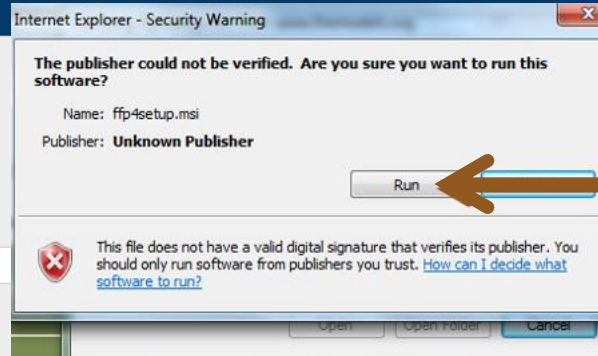 Internet Explorer - Security Warning
The publisher could not be verified. Are you sure you want to run this
software?
Name: ffp4setup.msi
Publisher: Unknown Publisher
Run
This file does not have a valid digital signature that verifies its publisher. You
should only run software from publishers you trust. How can I decide what
software to run?
Open Open Folder Cancel